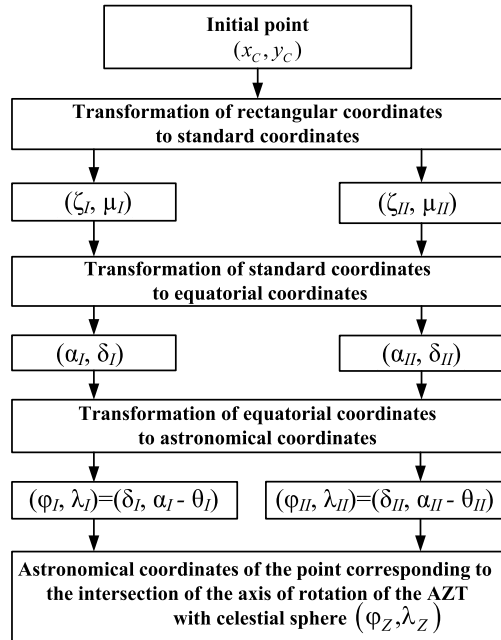 Initial point
(x_C, y_C)
Transformation of rectangular coordinates
to standard coordinates
(ζ_I, μ_I)
(ζ_II, μ_II)
Transformation of standard coordinates
to equatorial coordinates
(α_I, δ_I)
(α_II, δ_II)
Transformation of equatorial coordinates
to astronomical coordinates
(φ_I, λ_I)=(δ_I, α_I - θ_I)
(φ_II, λ_II)=(δ_II, α_II - θ_II)
Astronomical coordinates of the point corresponding to
the intersection of the axis of rotation of the AZT
with celestial sphere (φ_Z, λ_Z)